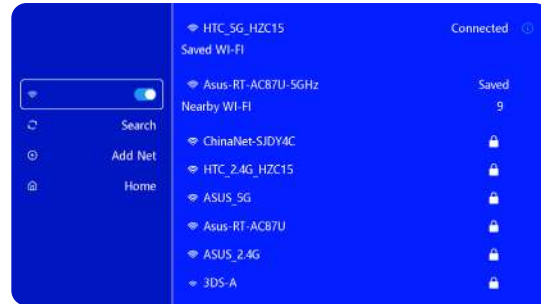 HTC_5G_HZC15 Connected
Saved WI-FI
Asus-RT-AC87U-5GHz Saved
Nearby WI-FI 9
Search
ChinaNet-SJDY4C
Add Net
HTC_2.4G_HZC15
Home
ASUS_5G
Asus-RT-AC87U
ASUS_2.4G
3DS-A